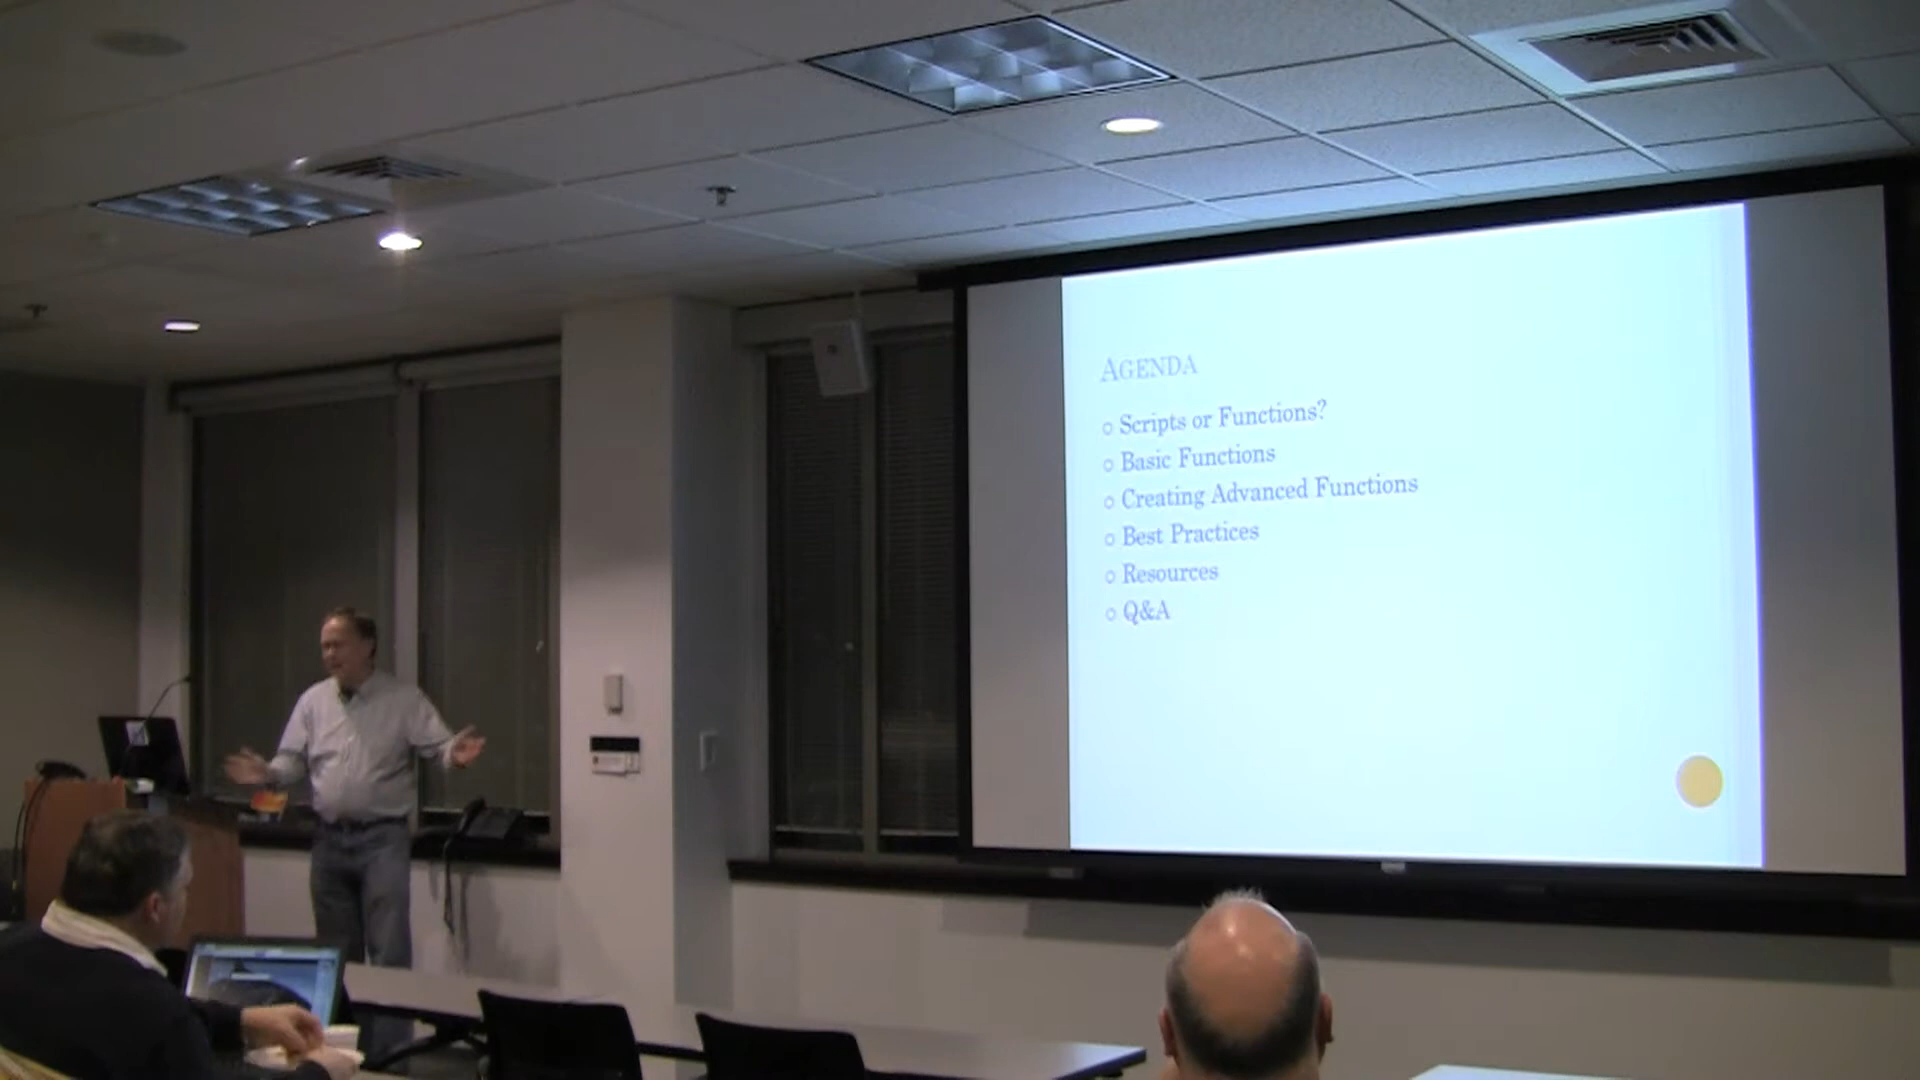 AGENDA
Scripts or Functions?
Basic Functions
Creating Advanced Functions
Best Practices
Resources
Q&A